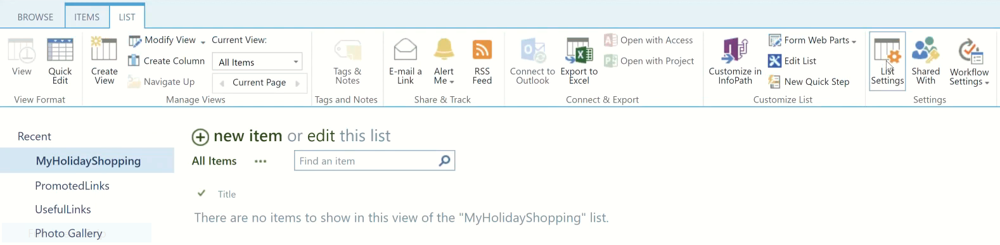 BROWSE ITEMS LIST
View
Quick
Edit
View Format
Create
View
Modify View
Create Column
Navigate Up
Current View:
All Items
Current Page
Manage Views
Tags &
Notes
Tags and Notes
E-mail a
Link
Alert
Me
RSS
Feed
Share & Track
Connect to
Outlook
Export to
Excel
Open with Access
Open with Project
Connect & Export
Customize in
InfoPath
Form Web Parts
Edit List
New Quick Step
Customize List
List
Settings
Shared
With
Workflow
Settings
Settings
Recent
MyHolidayShopping
PromotedLinks
UsefulLinks
Photo Gallery
new item or edit this list
All Items ••• Find an item
Title
There are no items to show in this view of the "MyHolidayShopping" list.